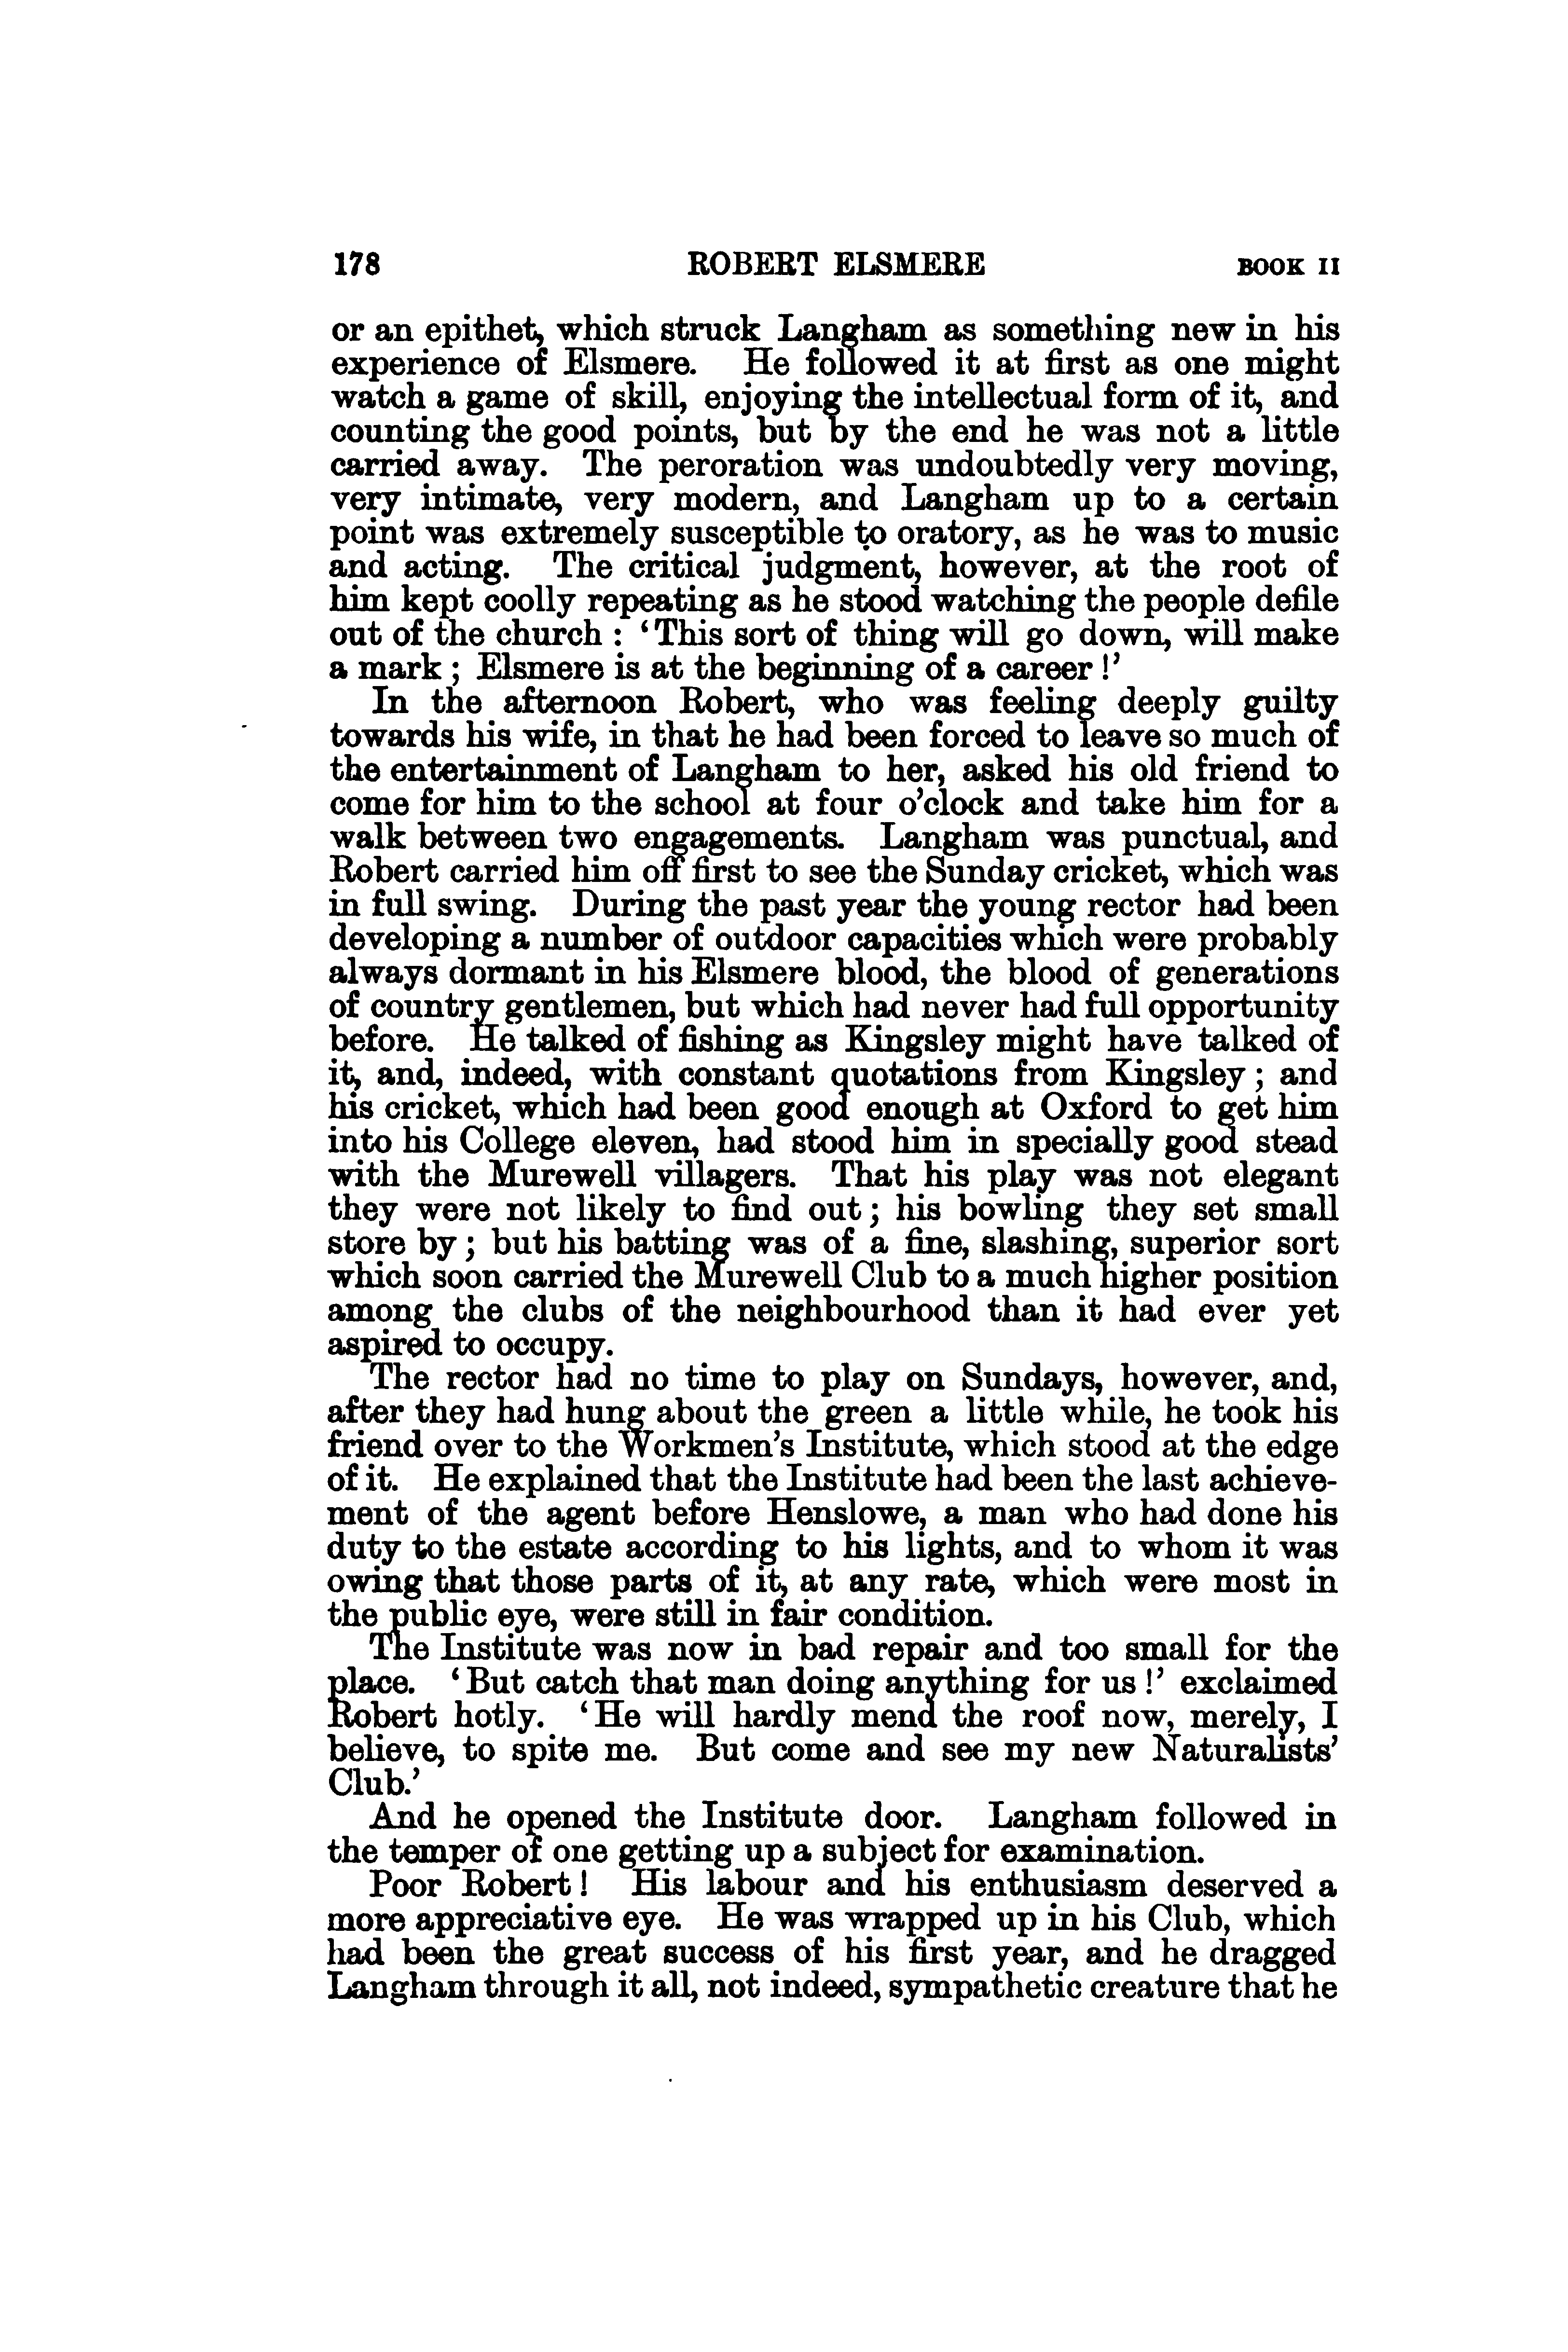 178 ROBERT ELSMERE BOOK II
or an epithet, which struck Langham as something new in his
experience of Elsmere. He followed it at first as one might
watch a game of skill, enjoying the intellectual form of it, and
counting the good points, but by the end he was not a little
carried away. The peroration was undoubtedly very moving,
very intimate, very modern, and Langham up to a certain
point was extremely susceptible to oratory, as he was to music
and acting. The critical judgment, however, at the root of
him kept coolly repeating as he stood watching the people defile
out of the church : ‘This sort of thing will go down, will make
a mark ; Elsmere is at the beginning of a career !’
In the afternoon Robert, who was feeling deeply guilty
towards his wife, in that he had been forced to leave so much of
the entertainment of Langham to her, asked his old friend to
come for him to the school at four o’clock and take him for a
walk between two engagements. Langham was punctual, and
Robert carried him off first to see the Sunday cricket, which was
in full swing. During the past year the young rector had been
developing a number of outdoor capacities which were probably
always dormant in his Elsmere blood, the blood of generations
of country gentlemen, but which had never had full opportunity
before. He talked of fishing as Kingsley might have talked of
it, and, indeed, with constant quotations from Kingsley ; and
his cricket, which had been good enough at Oxford to get him
into his College eleven, had stood him in specially good stead
with the Murewell villagers. That his play was not elegant
they were not likely to find out ; his bowling they set small
store by ; but his batting was of a fine, slashing, superior sort
which soon carried the Murewell Club to a much higher position
among the clubs of the neighbourhood than it had ever yet
aspired to occupy.
The rector had no time to play on Sundays, however, and,
after they had hung about the green a little while, he took his
friend over to the Workmen’s Institute, which stood at the edge
of it. He explained that the Institute had been the last achieve-
ment of the agent before Henslowe, a man who had done his
duty to the estate according to his lights, and to whom it was
owing that those parts of it, at any rate, which were most in
the public eye, were still in fair condition.
The Institute was now in bad repair and too small for the
place. ‘But catch that man doing anything for us !’ exclaimed
Robert hotly. ‘He will hardly mend the roof now, merely, I
believe, to spite me. But come and see my new Naturalists’
Club.’
And he opened the Institute door. Langham followed in
the temper of one getting up a subject for examination.
Poor Robert ! His labour and his enthusiasm deserved a
more appreciative eye. He was wrapped up in his Club, which
had been the great success of his first year, and he dragged
Langham through it all, not indeed, sympathetic creature that he